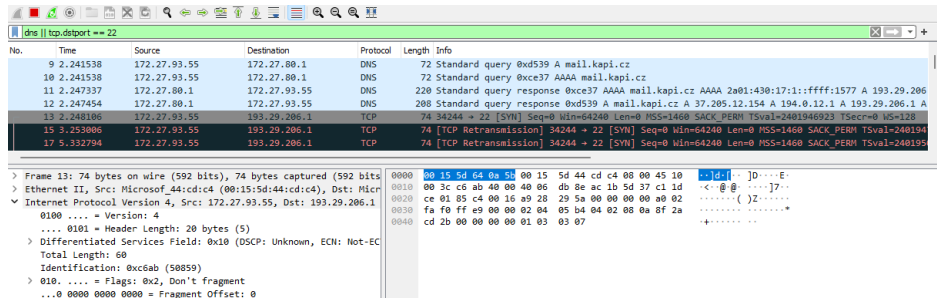 dns || tcp.dstport == 22
No. Time Source Destination Protocol Length Info
9 2.241538 172.27.93.55 172.27.80.1 DNS 72 Standard query 0xd539 A mail.kapi.cz
10 2.241538 172.27.93.55 172.27.80.1 DNS 72 Standard query 0xce37 AAAA mail.kapi.cz
11 2.247337 172.27.80.1 172.27.93.55 DNS 220 Standard query response 0xce37 AAAA mail.kapi.cz AAAA 2a01:430:17:1::ffff:1577 A 193.29.206
12 2.247454 172.27.80.1 172.27.93.55 DNS 208 Standard query response 0xd539 A mail.kapi.cz A 37.205.12.154 A 194.0.12.1 A 193.29.206.1 A
13 2.248106 172.27.93.55 193.29.206.1 TCP 74 34244 → 22 [SYN] Seq=0 Win=64240 Len=0 MSS=1460 SACK_PERM TSval=2401946923 TSecr=0 WS=128
15 3.253006 172.27.93.55 193.29.206.1 TCP 74 [TCP Retransmission] 34244 → 22 [SYN] Seq=0 Win=64240 Len=0 MSS=1460 SACK_PERM TSval=240194
17 5.332794 172.27.93.55 193.29.206.1 TCP 74 [TCP Retransmission] 34244 → 22 [SYN] Seq=0 Win=64240 Len=0 MSS=1460 SACK_PERM TSval=240195
Frame 13: 74 bytes on wire (592 bits), 74 bytes captured (592 bits
Ethernet II, Src: Microsof_44:cd:c4 (00:15:5d:44:cd:c4), Dst: Micr
Internet Protocol Version 4, Src: 172.27.93.55, Dst: 193.29.206.1
0100 .... = Version: 4
.... 0101 = Header Length: 20 bytes (5)
Differentiated Services Field: 0x10 (DSCP: Unknown, ECN: Not-EC
Total Length: 60
Identification: 0xc6ab (50859)
010. .... = Flags: 0x2, Don't fragment
...0 0000 0000 0000 = Fragment Offset: 0
0000 00 15 5d 64 0a 5b 00 15 5d 44 cd c4 08 00 45 10 ··]d·[·· ]D····E·
0010 00 3c c6 ab 40 00 40 06 db 8e ac 1b 5d 37 c1 1d ·<··@·@· ····]7··
0020 ce 01 85 c4 00 16 a9 28 29 5a 00 00 00 00 a0 02 ·······( )Z······
0030 fa f0 ff e9 00 00 02 04 05 b4 04 02 08 0a 8f 2a ········ ·······*
0040 cd 2b 00 00 00 00 01 03 03 07 ·+······ ··